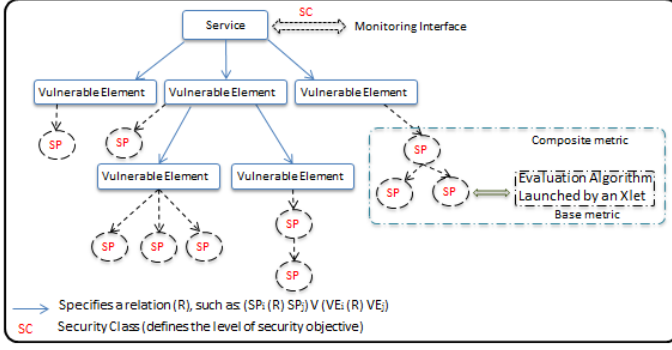 SC
Service
Monitoring Interface
Vulnerable Element
Vulnerable Element
Vulnerable Element
SP
SP
Composite metric
SP
Vulnerable Element
Vulnerable Element
SP
SP
Evaluation Algorithm
Launched by an Xlet
Base metric
SP
SP
SP
SP
SP
Specifies a relation (R), such as: (SPi (R) SPj) V (VEi (R) VEj)
SC Security Class (defines the level of security objective)